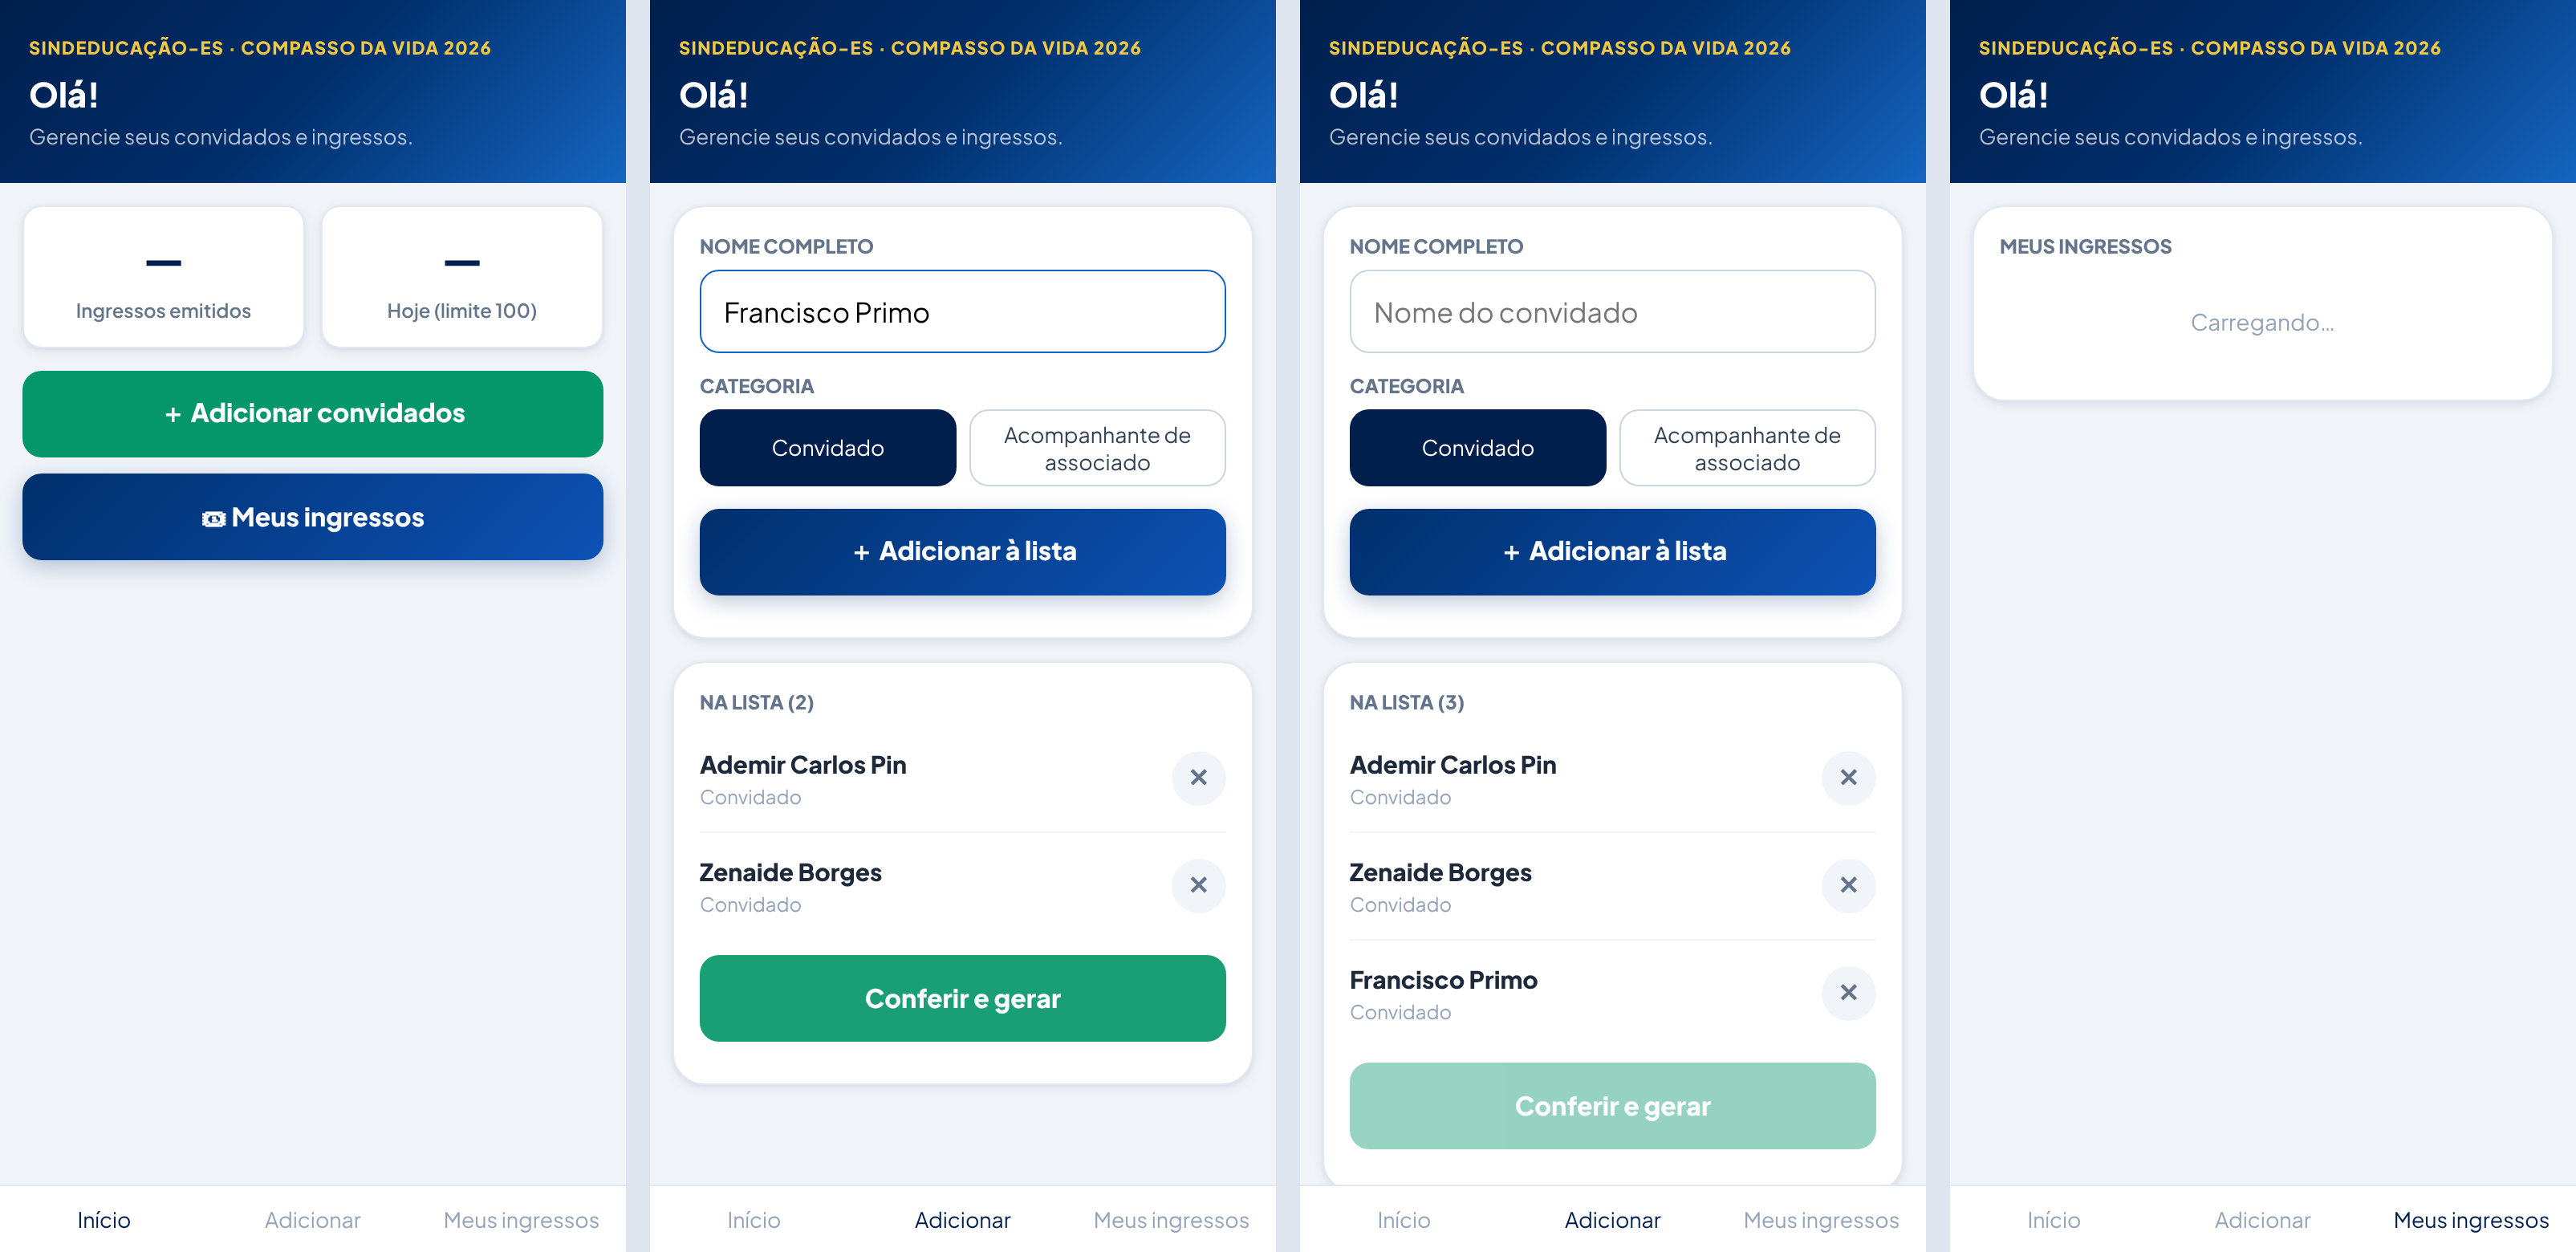 SINDEDUCAÇÃO-ES · COMPASSO DA VIDA 2026
Olá!
Gerencie seus convidados e ingressos.
—
Ingressos emitidos
—
Hoje (limite 100)
+ Adicionar convidados
🎟 Meus ingressos
Início
Adicionar
Meus ingressos
SINDEDUCAÇÃO-ES · COMPASSO DA VIDA 2026
Olá!
Gerencie seus convidados e ingressos.
NOME COMPLETO
Francisco Primo
CATEGORIA
Convidado
Acompanhante de
associado
+ Adicionar à lista
NA LISTA (2)
Ademir Carlos Pin
Convidado
✕
Zenaide Borges
Convidado
✕
Conferir e gerar
Início
Adicionar
Meus ingressos
SINDEDUCAÇÃO-ES · COMPASSO DA VIDA 2026
Olá!
Gerencie seus convidados e ingressos.
NOME COMPLETO
Nome do convidado
CATEGORIA
Convidado
Acompanhante de
associado
+ Adicionar à lista
NA LISTA (3)
Ademir Carlos Pin
Convidado
✕
Zenaide Borges
Convidado
✕
Francisco Primo
Convidado
✕
Conferir e gerar
Início
Adicionar
Meus ingressos
SINDEDUCAÇÃO-ES · COMPASSO DA VIDA 2026
Olá!
Gerencie seus convidados e ingressos.
MEUS INGRESSOS
Carregando…
Início
Adicionar
Meus ingressos